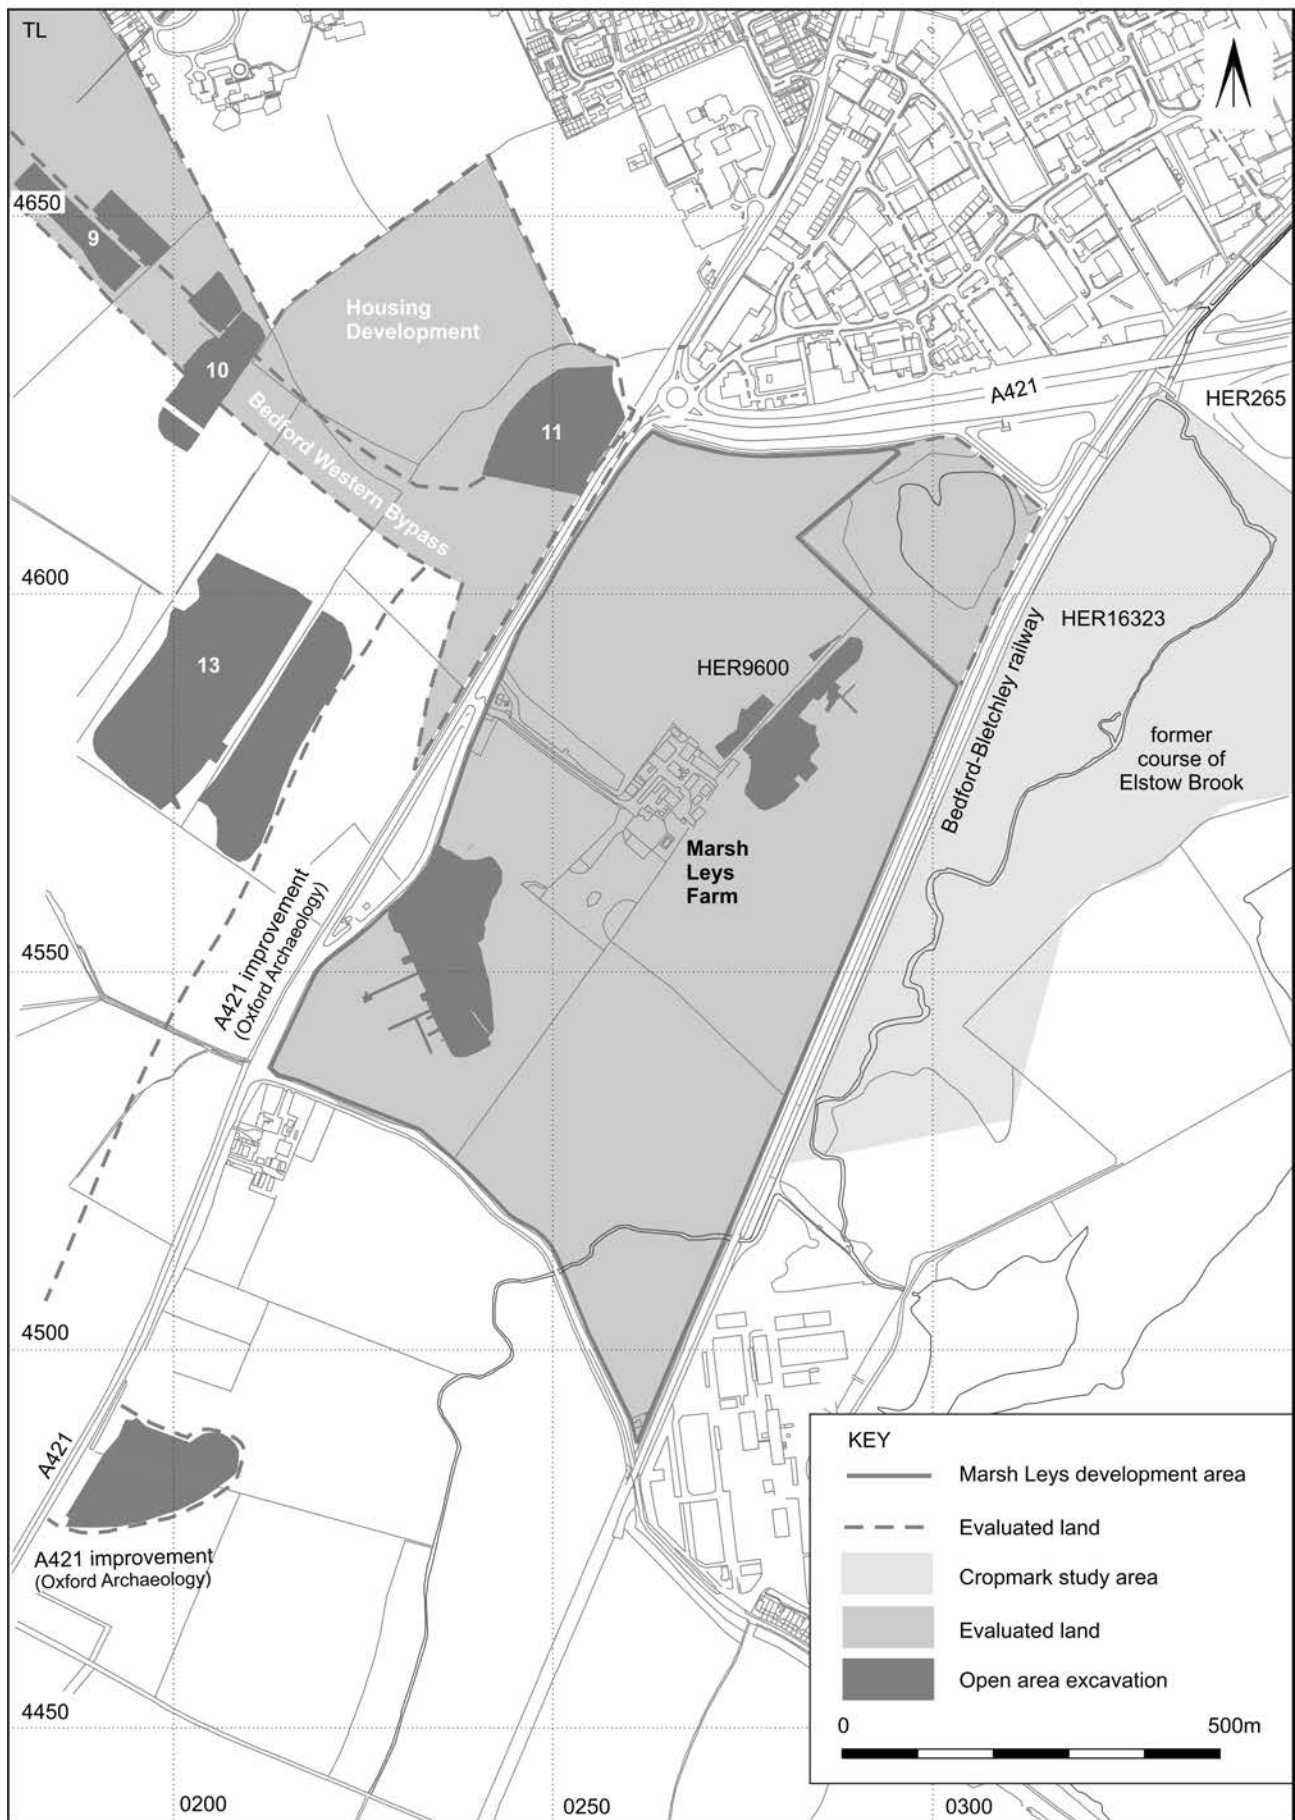 TL
4650
9
Housing
Development
10
A421
HER265
11
Bedford Western Bypass
4600
HER16323
13
HER9600
Bedford-Bletchley railway
former
course of
Elstow Brook
Marsh
Leys
Farm
A421 improvement
(Oxford Archaeology)
4550
4500
A421
A421 improvement
(Oxford Archaeology)
KEY
Marsh Leys development area
Evaluated land
Cropmark study area
Evaluated land
Open area excavation
0 500m
4450
0200 0250 0300